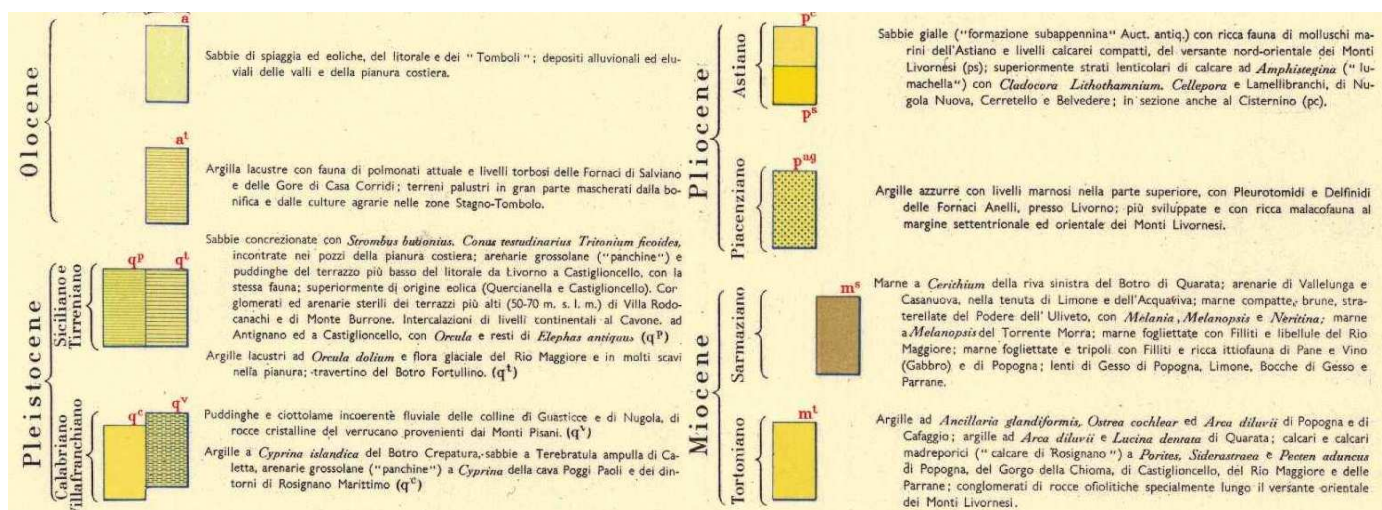 Olocene
a
Sabbie di spiaggia ed eoliche, del litorale e dei "Tomboli"; depositi alluvionali ed elu-
viali delle valli e della pianura costiera.
aᵗ
Argilla lacustre con fauna di polmonati attuale e livelli torbosi delle Fornaci di Salviano
e delle Gore di Casa Corridi; terreni palustri in gran parte mascherati dalla bo-
nifica e dalle culture agrarie nelle zone Stagno-Tombolo.
Pleistocene
Siciliano e
Tirreniano
qᵖ qᵗ
Sabbie concrezionate con Strombus bubonius, Conus testudinarius Tritonium ficoides,
incontrate nei pozzi della pianura costiera; arenarie grossolane ("panchine") e
puddinghe del terrazzo più basso del litorale da Livorno a Castiglioncello, con la
stessa fauna; superiormente di origine eolica (Quercianella e Castiglioncello). Con
glomerati ed arenarie sterili dei terrazzi più alti (50-70 m. s. l. m.) di Villa Rodo-
canachi e di Monte Burrone. Intercalazioni di livelli continentali al Cavone, ad
Antignano ed a Castiglioncello, con Orcula e resti di Elephas antiquus (qᵖ)
Argille lacustri ad Orcula dolium e flora glaciale del Rio Maggiore e in molti scavi
nella pianura; travertino del Botro Fortullino. (qᵗ)
Calabriano
Villafranchiano
qᶜ qᵛ
Puddinghe e ciottolame incoerente fluviale delle colline di Guasticce e di Nugola, di
rocce cristalline del verrucano provenienti dai Monti Pisani. (qᵛ)
Argille a Cyprina islandica del Botro Crepatura, sabbie a Terebratula ampulla di Ca-
letta, arenarie grossolane ("panchine") a Cyprina della cava Poggi Paoli e dei din-
torni di Rosignano Marittimo (qᶜ)
Pliocene
Astiano
pᶜ
pˢ
Sabbie gialle ("formazione subappennina" Auct. antiq.) con ricca fauna di molluschi ma-
rini dell'Astiano e livelli calcarei compatti, del versante nord-orientale dei Monti
Livornesi (ps); superiormente strati lenticolari di calcare ad Amphistegina ("lu-
machella") con Cladocora Lithothamnium, Cellepora e Lamellibranchi, di Nu-
gola Nuova, Cerretello e Belvedere; in sezione anche al Cisternino (pc).
Piacenziano
pᵃᵍ
Argille azzurre con livelli marnosi nella parte superiore, con Pleurotomidi e Delfinidi
delle Fornaci Anelli, presso Livorno; più sviluppate e con ricca malacofauna al
margine settentrionale ed orientale dei Monti Livornesi.
Miocene
Sarmaziano
mˢ
Marne a Cerithium della riva sinistra del Botro di Quarata; arenarie di Vallelunga e
Casanuova, nella tenuta di Limone e dell'Acquaviva; marne compatte, brune, stra-
terellate del Podere dell' Uliveto, con Melania, Melanopsis e Neritina; marne
a Melanopsis del Torrente Morra; marne fogliettate con Filliti e libellule del Rio
Maggiore; marne fogliettate e tripoli con Filliti e ricca ittiofauna di Pane e Vino
(Gabbro) e di Popogna; lenti di Gesso di Popogna, Limone, Bocche di Gesso e
Parrane.
Tortoniano
mᵗ
Argille ad Ancillaria glandiformis, Ostrea cochlear ed Arca diluvii di Popogna e di
Cafaggio; argille ad Arca diluvii e Lucina dentata di Quarata; calcari e calcari
madreporici ("calcare di Rosignano") a Porites, Siderastraea e Pecten aduncus
di Popogna, del Gorgo della Chioma, di Castiglioncello, del Rio Maggiore e delle
Parrane; conglomerati di rocce ofiolitiche specialmente lungo il versante orientale
dei Monti Livornesi.